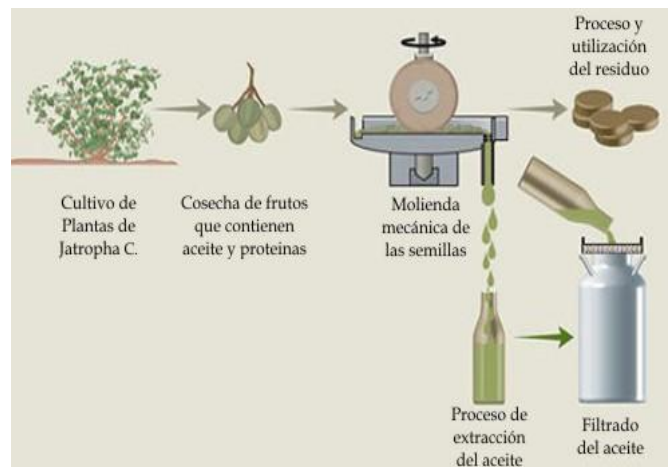 Proceso y
utilización
del residuo
Cultivo de
Plantas de
Jatropha C.
Cosecha de frutos
que contienen
aceite y proteinas
Molienda
mecánica de
las semillas
Proceso de
extracción
del aceite
Filtrado
del aceite